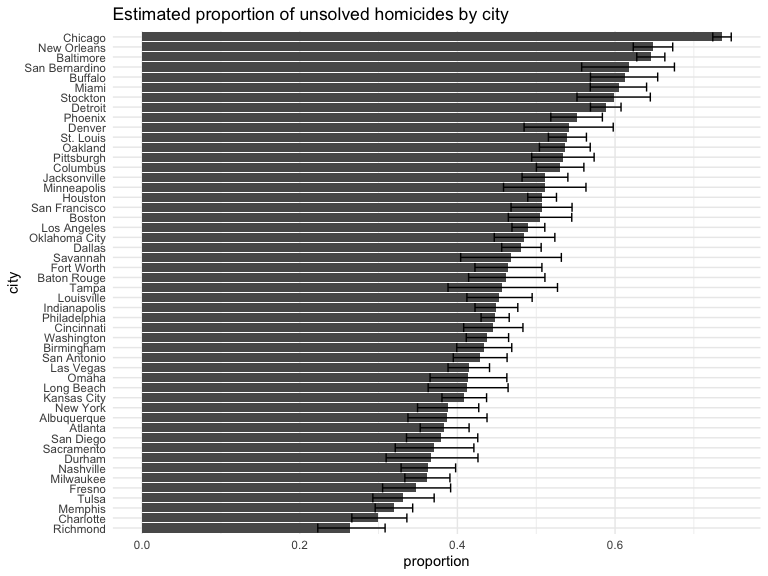 Estimated proportion of unsolved homicides by city
Chicago
New Orleans
Baltimore
San Bernardino
Buffalo
Miami
Stockton
Detroit
Phoenix
Denver
St. Louis
Oakland
Pittsburgh
Columbus
Jacksonville
Minneapolis
Houston
San Francisco
Boston
Los Angeles
Oklahoma City
Dallas
Savannah
Fort Worth
Baton Rouge
Tampa
Louisville
Indianapolis
Philadelphia
Cincinnati
Washington
Birmingham
San Antonio
Las Vegas
Omaha
Long Beach
Kansas City
New York
Albuquerque
Atlanta
San Diego
Sacramento
Durham
Nashville
Milwaukee
Fresno
Tulsa
Memphis
Charlotte
Richmond
city
0.0 0.2 0.4 0.6
proportion